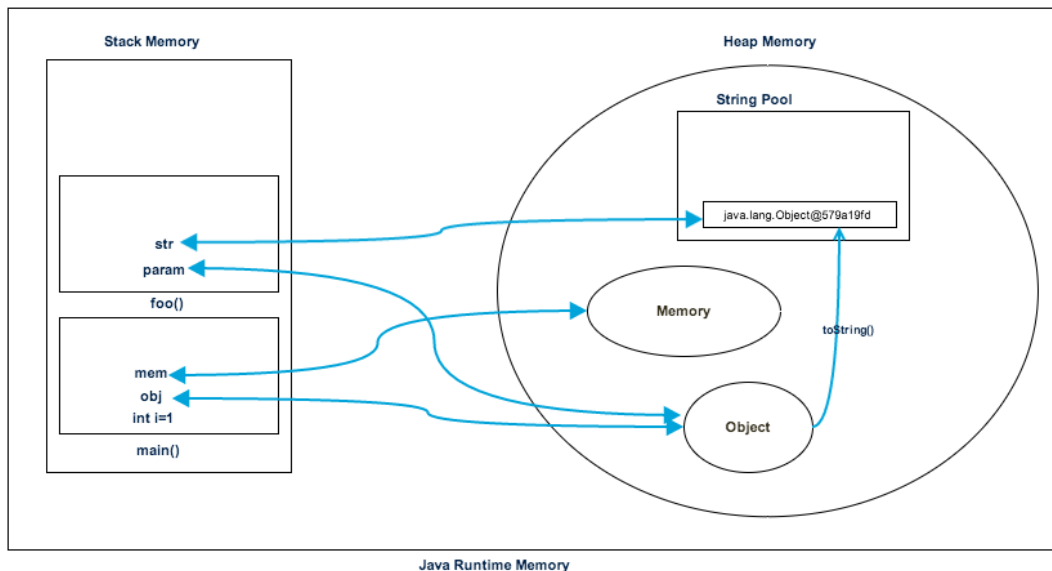 Stack Memory
Heap Memory
String Pool
java.lang.Object@579a19fd
str
param
foo()
Memory
toString()
mem
obj
int i=1
Object
main()
Java Runtime Memory